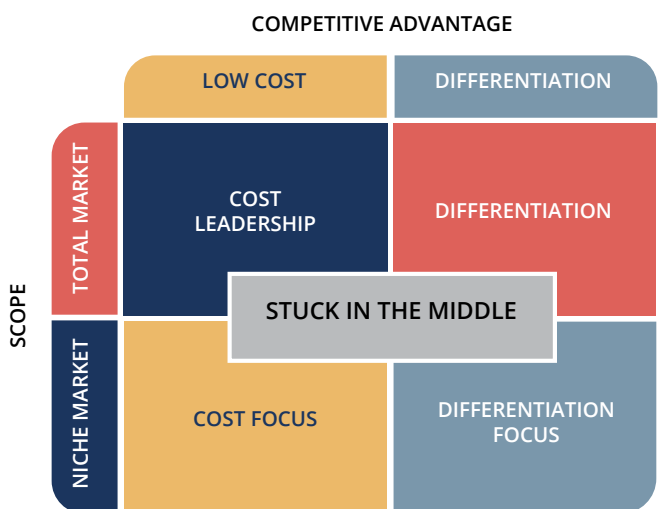 COMPETITIVE ADVANTAGE
LOW COST
DIFFERENTIATION
SCOPE
TOTAL MARKET
COST
LEADERSHIP
DIFFERENTIATION
STUCK IN THE MIDDLE
NICHE MARKET
COST FOCUS
DIFFERENTIATION
FOCUS